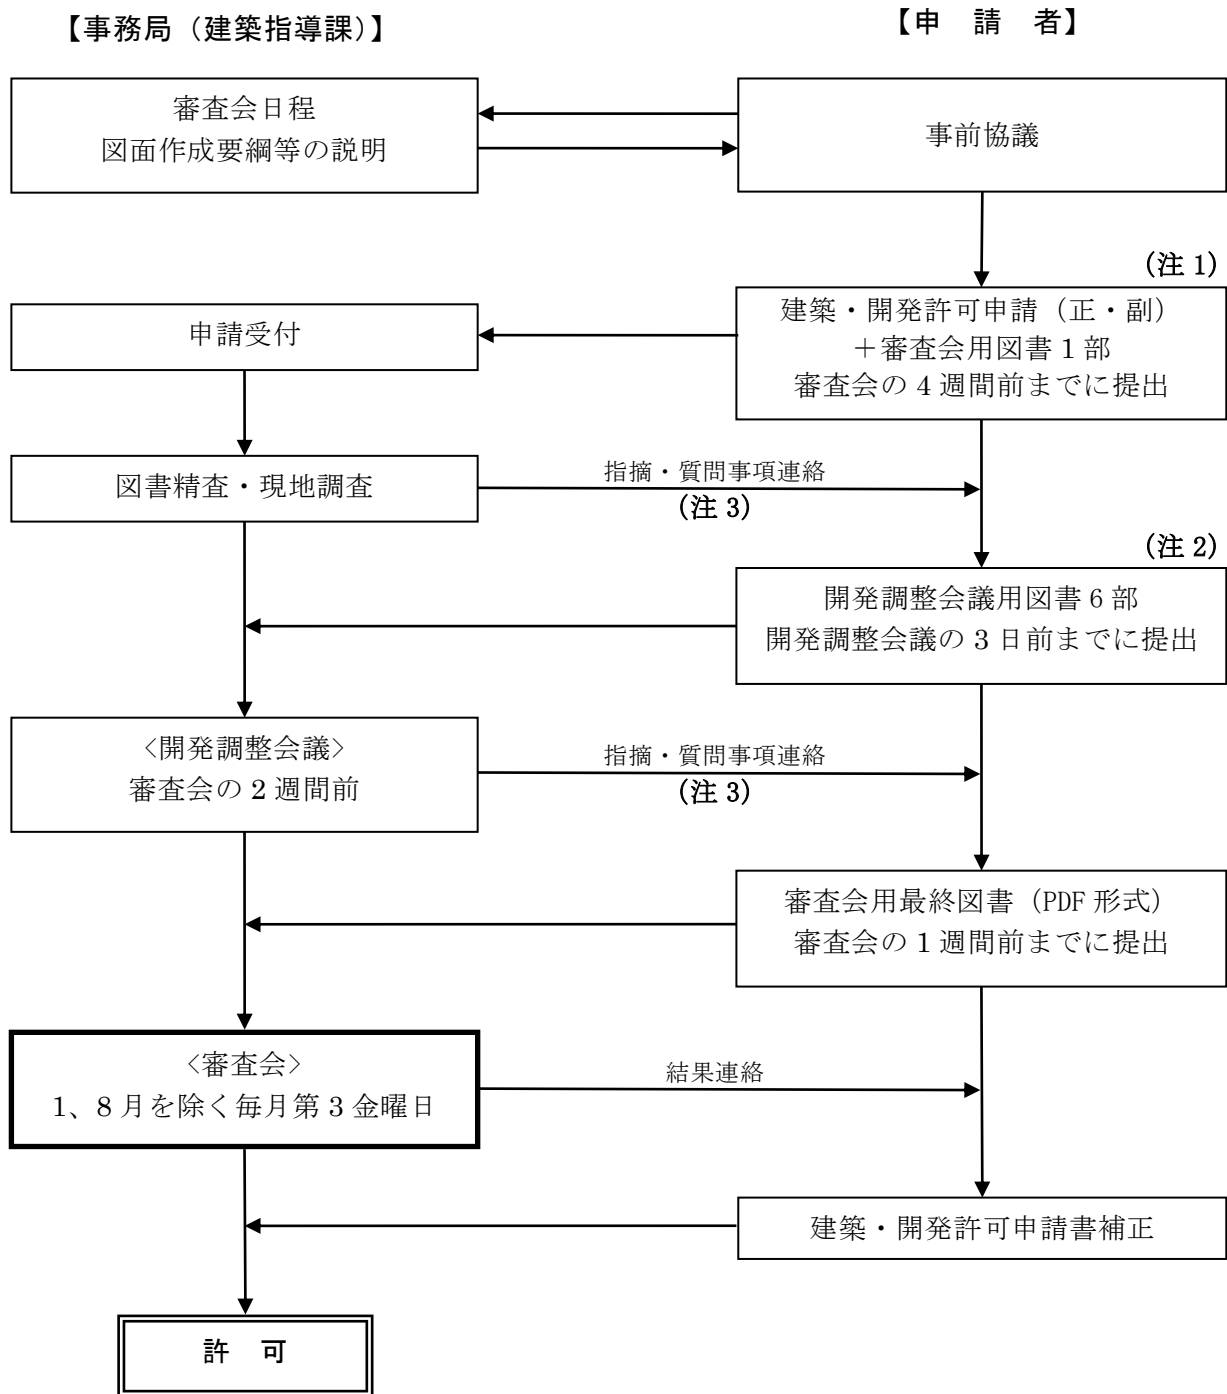 【事務局（建築指導課）】
【申　請　者】
審査会日程
図面作成要綱等の説明
事前協議
（注 1）
申請受付
建築・開発許可申請（正・副）
＋審査会用図書 1 部
審査会の 4 週間前までに提出
図書精査・現地調査
指摘・質問事項連絡
（注 3）
（注 2）
開発調整会議用図書 6 部
開発調整会議の 3 日前までに提出
〈開発調整会議〉
審査会の 2 週間前
指摘・質問事項連絡
（注 3）
審査会用最終図書（PDF 形式）
審査会の 1 週間前までに提出
〈審査会〉
1、8 月を除く毎月第 3 金曜日
結果連絡
建築・開発許可申請書補正
許　可